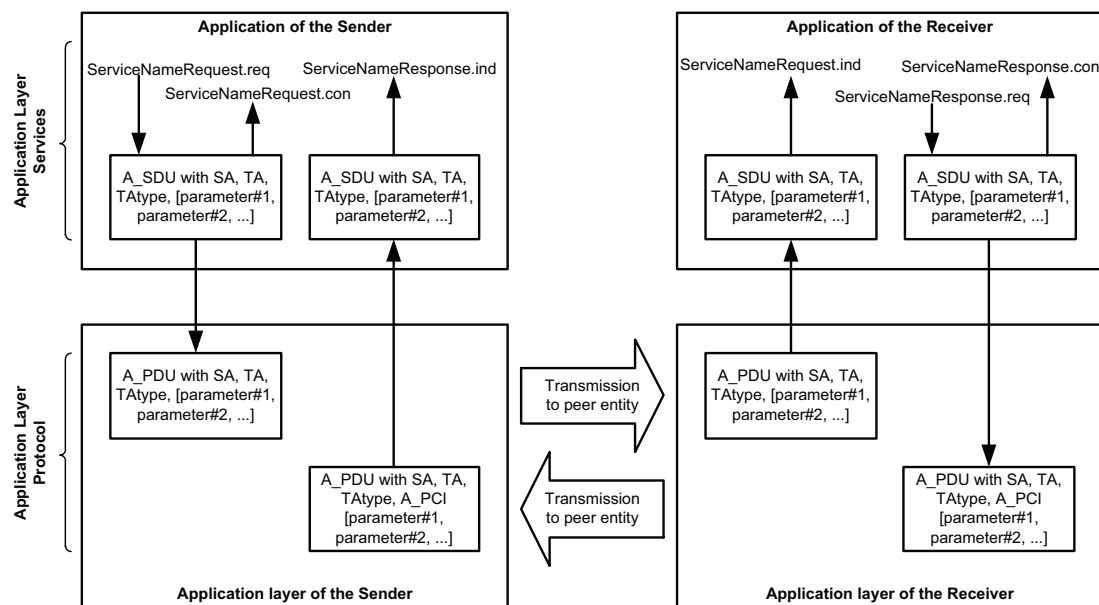 Application of the Sender
ServiceNameRequest.req
ServiceNameRequest.con
ServiceNameResponse.ind
A_SDU with SA, TA,
TAtype, [parameter#1,
parameter#2, ...]
A_SDU with SA, TA,
TAtype, [parameter#1,
parameter#2, ...]
Application Layer
Services
Application of the Receiver
ServiceNameRequest.ind
ServiceNameResponse.con
ServiceNameResponse.req
A_SDU with SA, TA,
TAtype, [parameter#1,
parameter#2, ...]
A_SDU with SA, TA,
TAtype, [parameter#1,
parameter#2, ...]
Application Layer
Protocol
A_PDU with SA, TA,
TAtype, [parameter#1,
parameter#2, ...]
A_PDU with SA, TA,
TAtype, A_PCI
[parameter#1,
parameter#2, ...]
Application layer of the Sender
Transmission
to peer entity
Transmission
to peer entity
A_PDU with SA, TA,
TAtype, [parameter#1,
parameter#2, ...]
A_PDU with SA, TA,
TAtype, A_PCI
[parameter#1,
parameter#2, ...]
Application layer of the Receiver